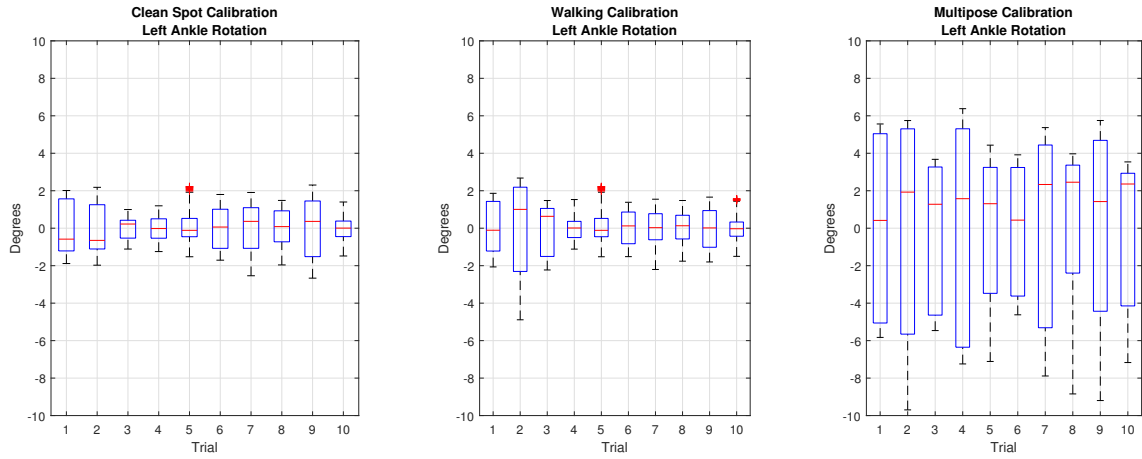 Clean Spot Calibration
Left Ankle Rotation
10
8
6
4
2
0
-2
-4
-6
-8
-10
Degrees
1 2 3 4 5 6 7 8 9 10
Trial
Walking Calibration
Left Ankle Rotation
10
8
6
4
2
0
-2
-4
-6
-8
-10
Degrees
1 2 3 4 5 6 7 8 9 10
Trial
Multipose Calibration
Left Ankle Rotation
10
8
6
4
2
0
-2
-4
-6
-8
-10
Degrees
1 2 3 4 5 6 7 8 9 10
Trial